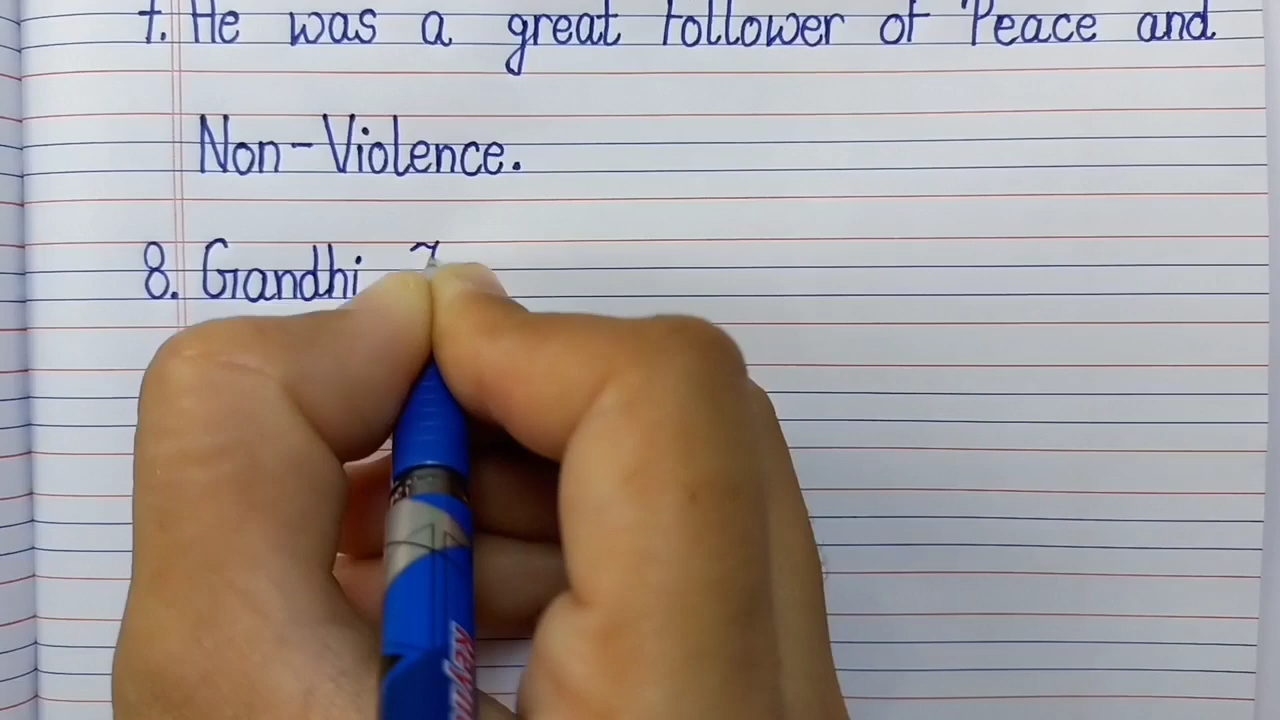 7. He was a great follower of Peace and
Non-Violence.
8. Gandhi